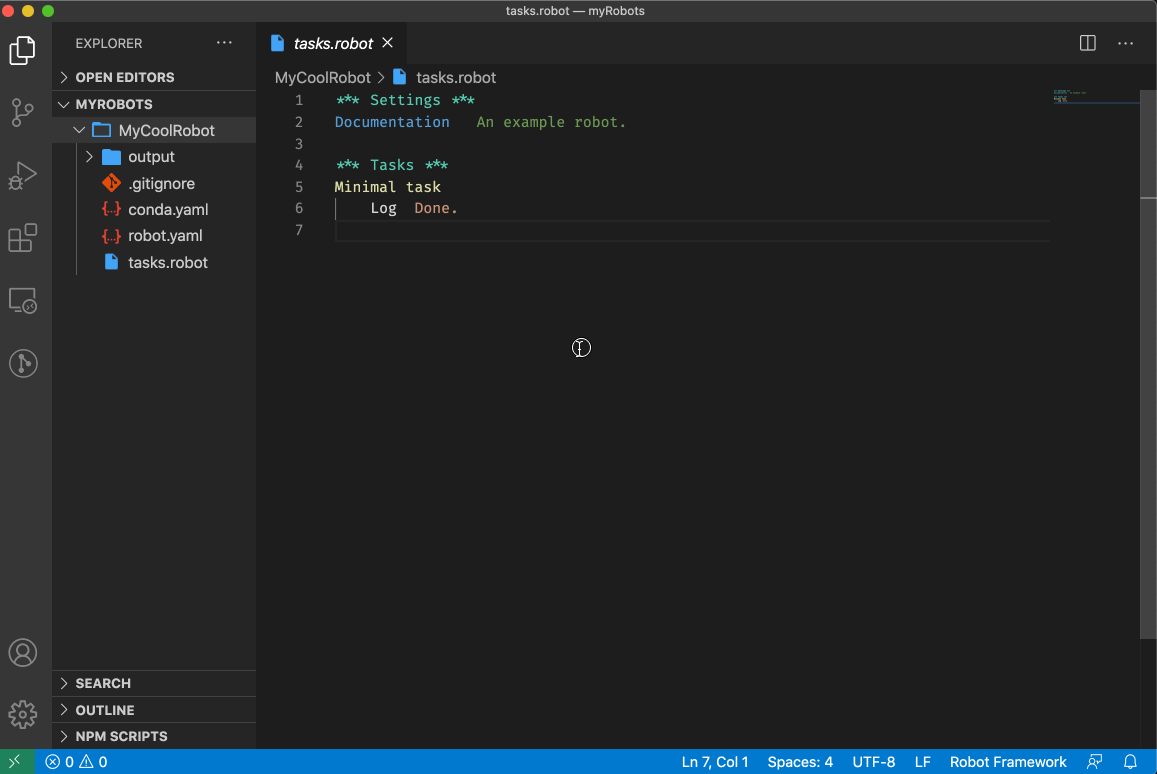 tasks.robot — myRobots
EXPLORER
OPEN EDITORS
MYROBOTS
MyCoolRobot
output
.gitignore
conda.yaml
robot.yaml
tasks.robot
SEARCH
OUTLINE
NPM SCRIPTS
tasks.robot
MyCoolRobot > tasks.robot
1 *** Settings ***
2 Documentation An example robot.
3
4 *** Tasks ***
5 Minimal task
6 Log Done.
7
0 0 Ln 7, Col 1 Spaces: 4 UTF-8 LF Robot Framework